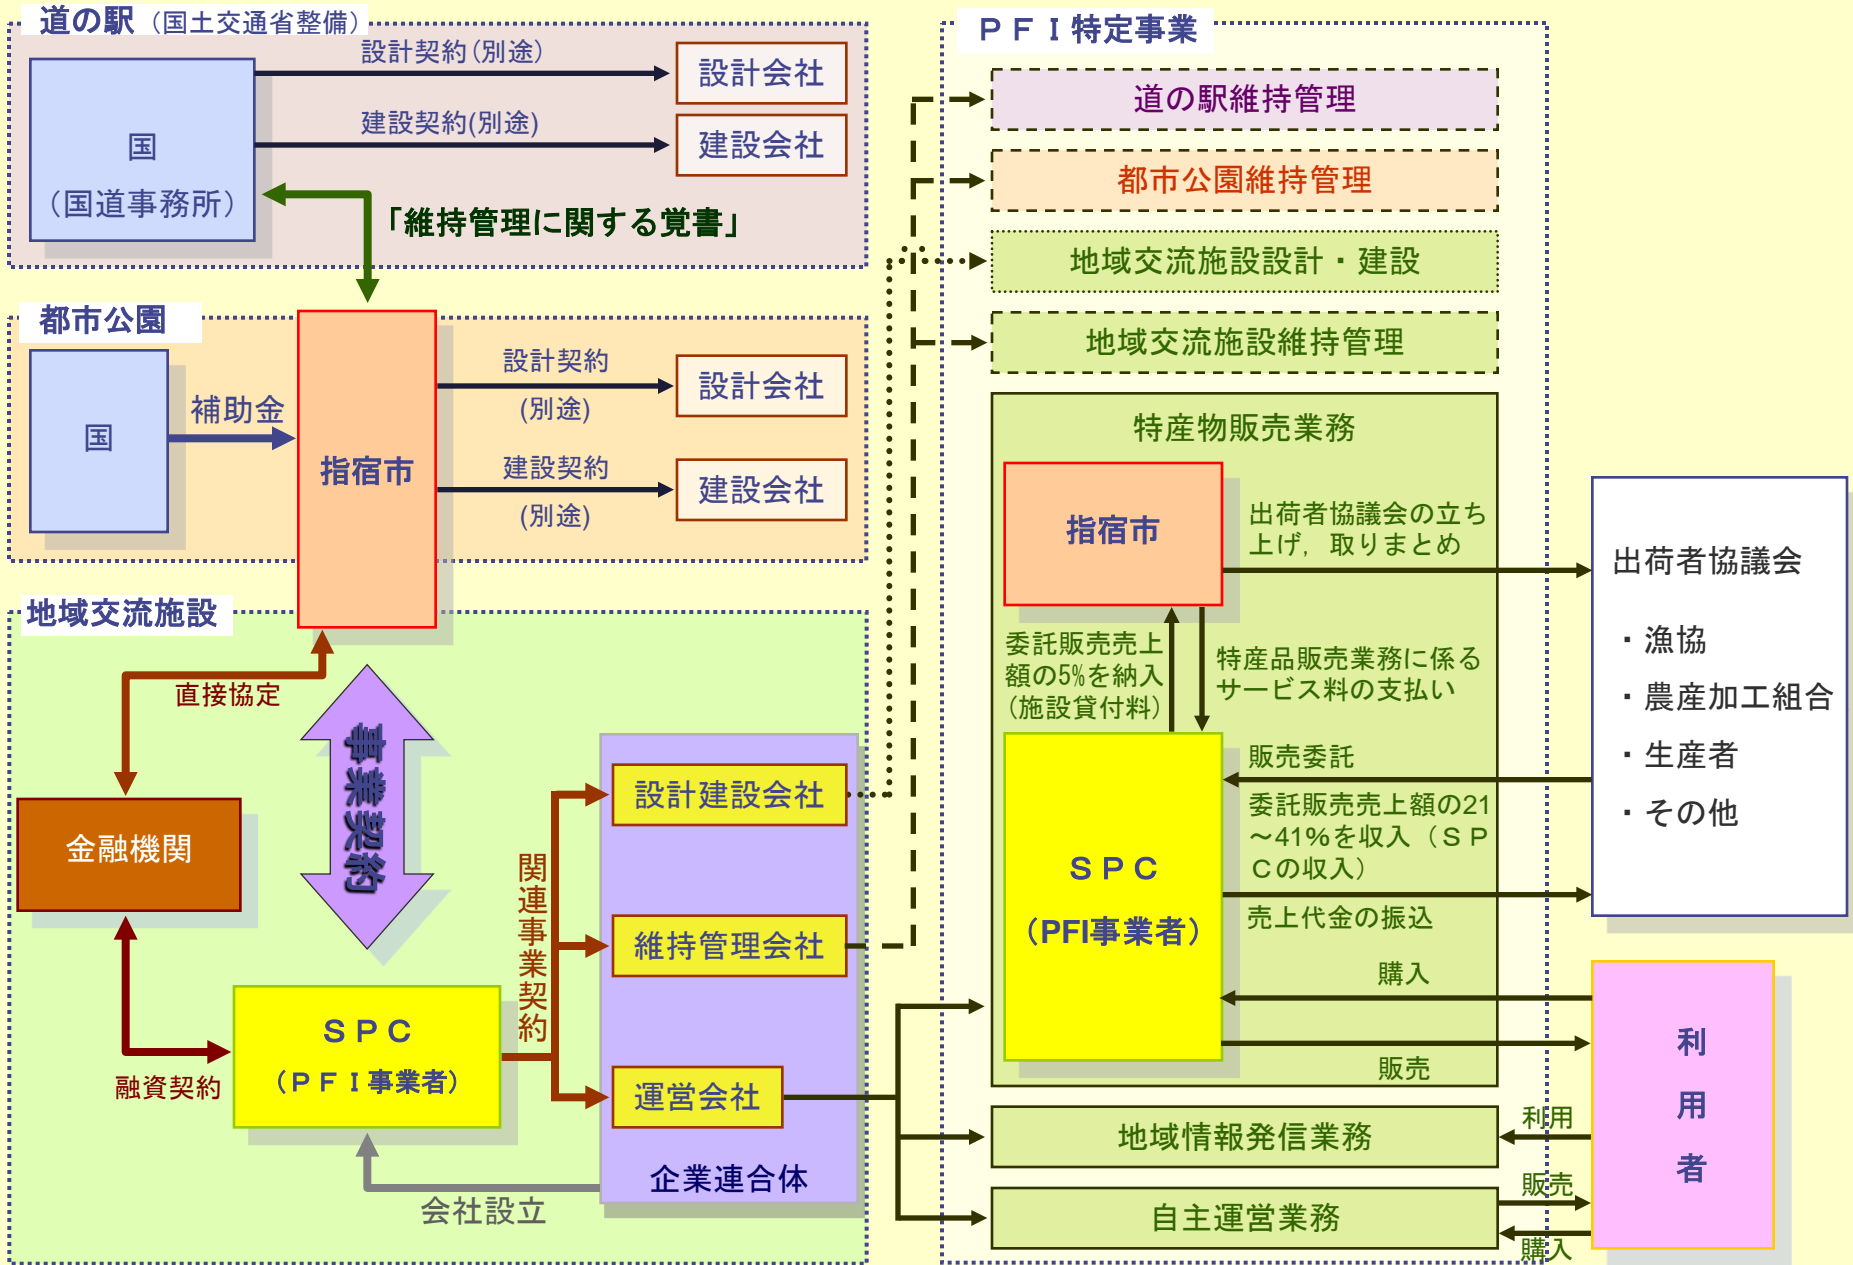 道の駅（国土交通省整備）
国
（国道事務所）
設計契約(別途)
設計会社
建設契約(別途)
建設会社
「維持管理に関する覚書」
都市公園
国
補助金
指宿市
設計契約
(別途)
設計会社
建設契約
(別途)
建設会社
地域交流施設
直接協定
事業契約
金融機関
融資契約
ＳＰＣ
（ＰＦＩ事業者）
関連事業契約
設計建設会社
維持管理会社
運営会社
企業連合体
会社設立
ＰＦＩ特定事業
道の駅維持管理
都市公園維持管理
地域交流施設設計・建設
地域交流施設維持管理
特産物販売業務
指宿市
出荷者協議会の立ち
上げ，取りまとめ
委託販売売上
額の5%を納入
（施設貸付料）
特産品販売業務に係る
サービス料の支払い
ＳＰＣ
（PFI事業者）
販売委託
委託販売売上額の21
～41%を収入（ＳＰ
Ｃの収入）
売上代金の振込
購入
販売
出荷者協議会
・漁協
・農産加工組合
・生産者
・その他
利用者
地域情報発信業務
利用
自主運営業務
販売
購入